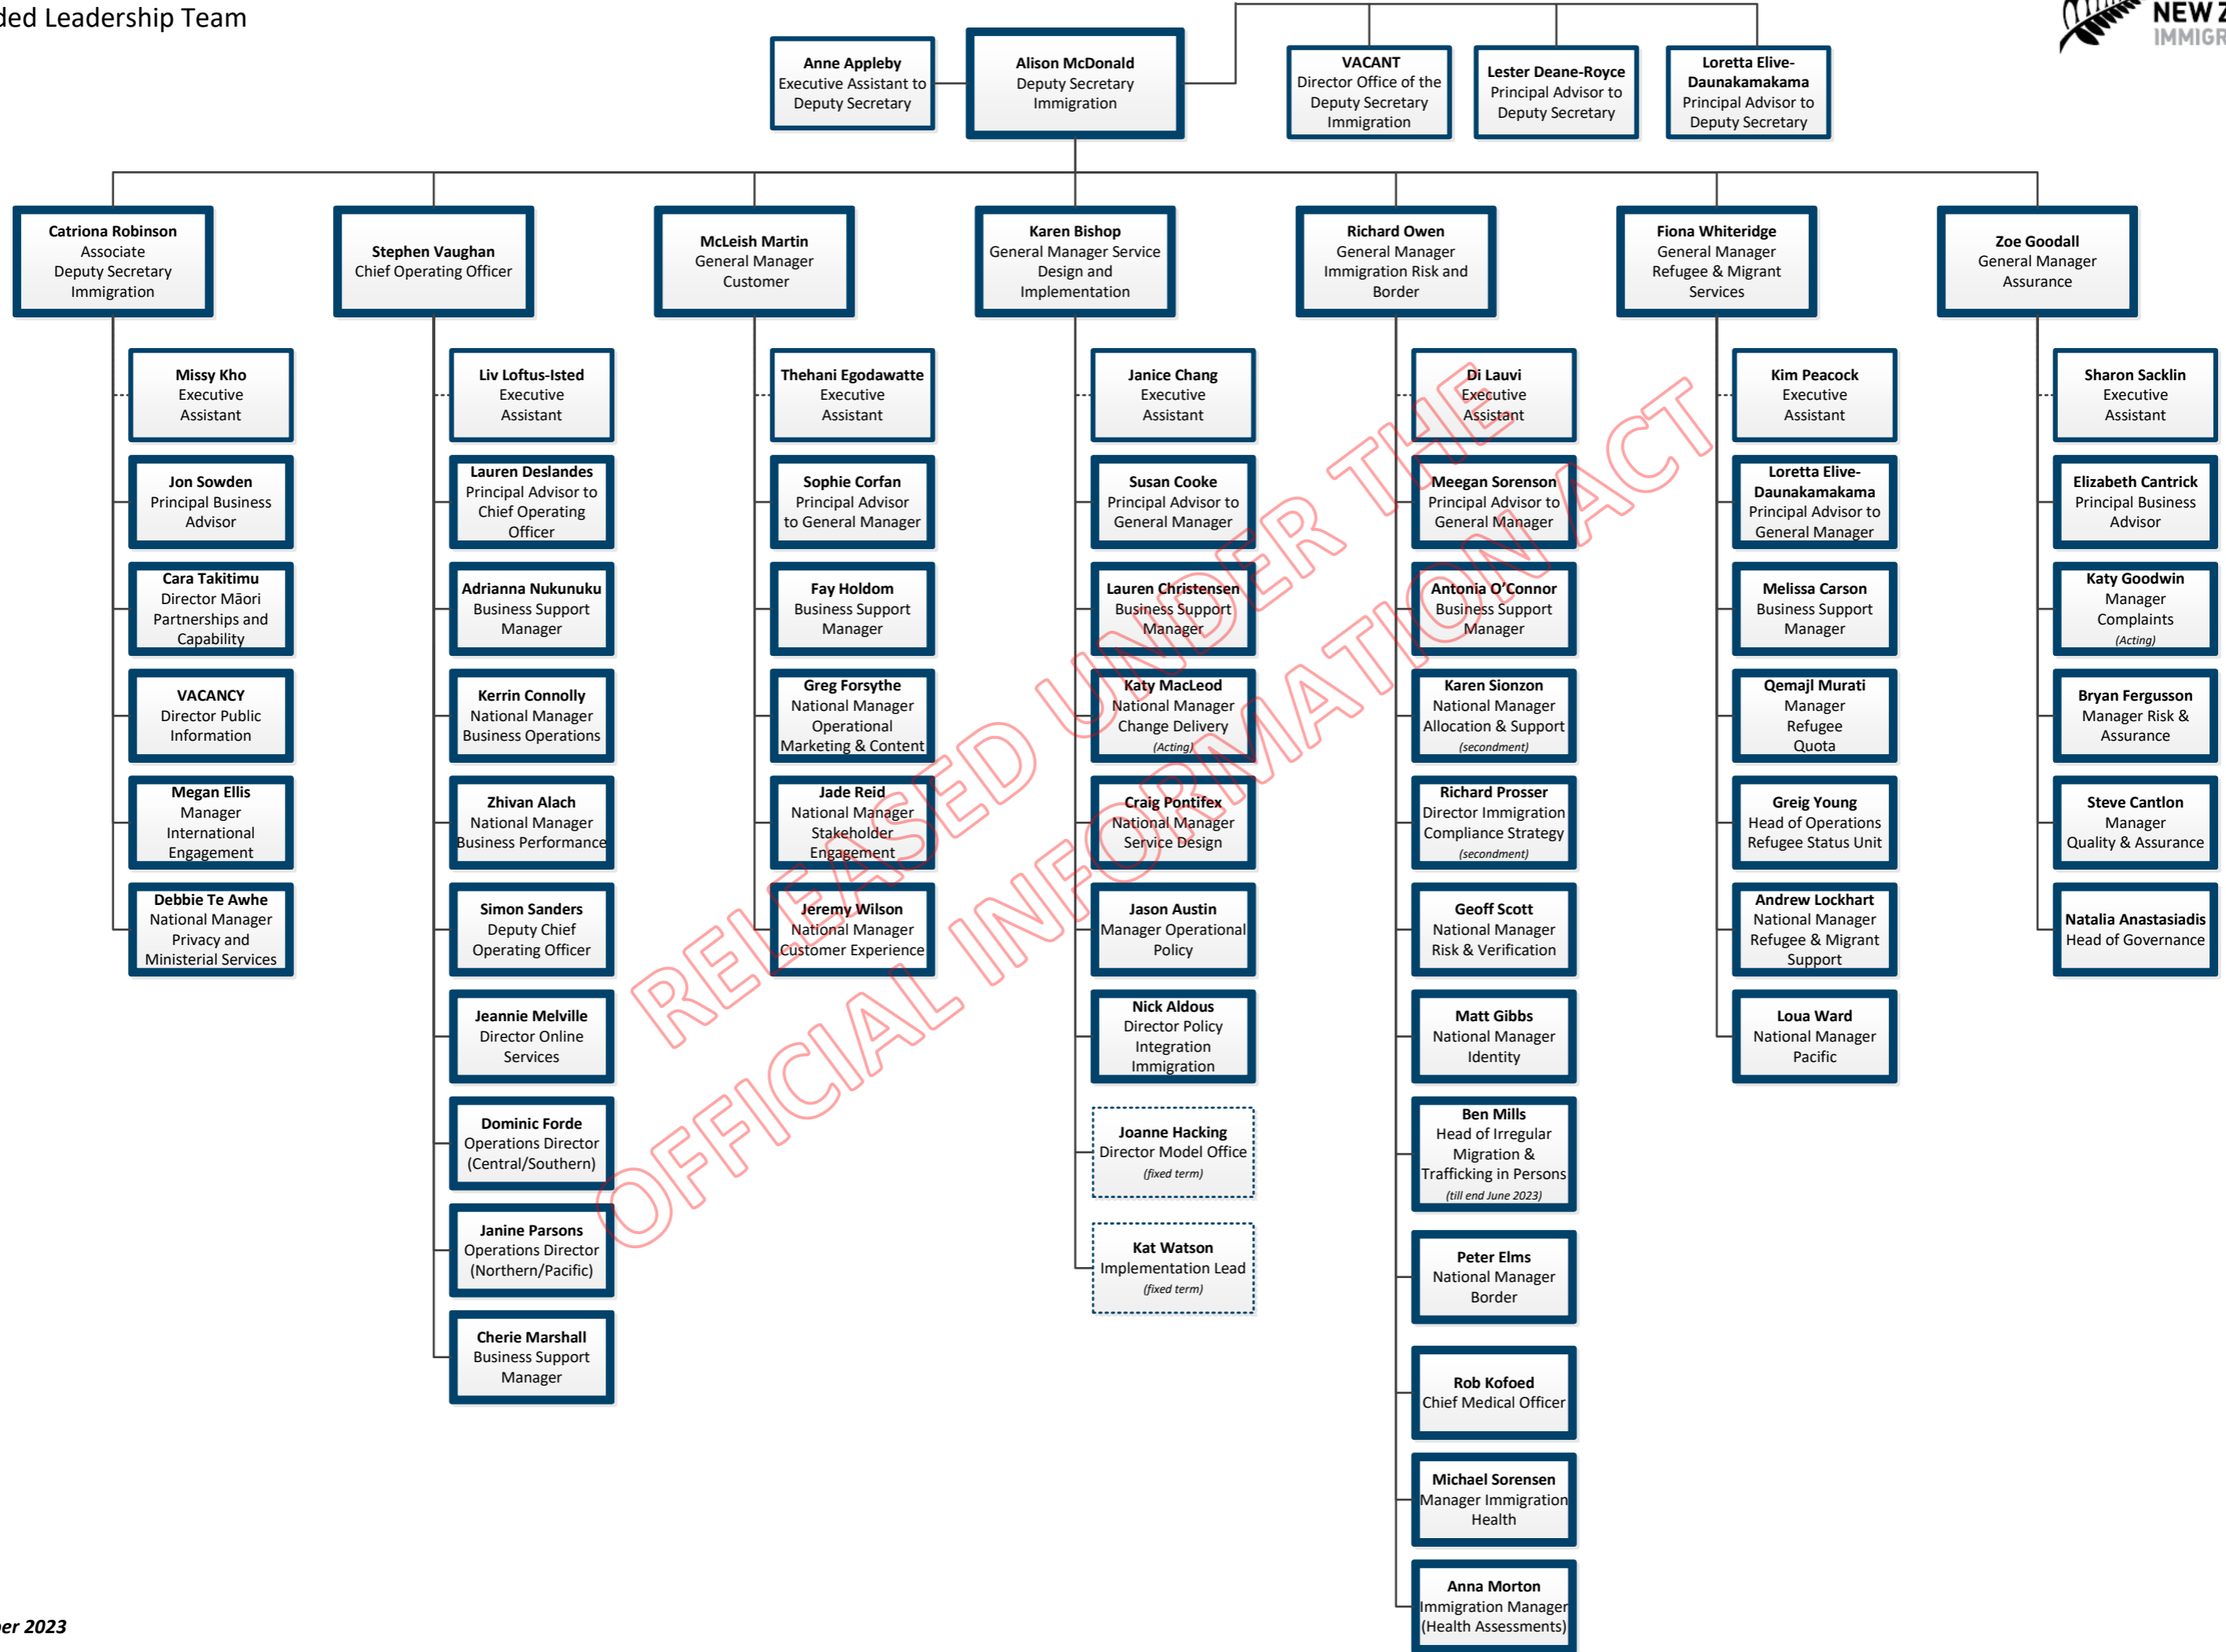 ded Leadership Team
NEW Z
IMMIGR
Anne Appleby
Executive Assistant to
Deputy Secretary
Alison McDonald
Deputy Secretary
Immigration
VACANT
Director Office of the
Deputy Secretary
Immigration
Lester Deane-Royce
Principal Advisor to
Deputy Secretary
Loretta Elive-
Daunakamakama
Principal Advisor to
Deputy Secretary
Catriona Robinson
Associate
Deputy Secretary
Immigration
Stephen Vaughan
Chief Operating Officer
McLeish Martin
General Manager
Customer
Karen Bishop
General Manager Service
Design and
Implementation
Richard Owen
General Manager
Immigration Risk and
Border
Fiona Whiteridge
General Manager
Refugee & Migrant
Services
Zoe Goodall
General Manager
Assurance
Missy Kho
Executive
Assistant
Jon Sowden
Principal Business
Advisor
Cara Takitimu
Director Māori
Partnerships and
Capability
VACANCY
Director Public
Information
Megan Ellis
Manager
International
Engagement
Debbie Te Awhe
National Manager
Privacy and
Ministerial Services
Liv Loftus-Isted
Executive
Assistant
Lauren Deslandes
Principal Advisor to
Chief Operating
Officer
Adrianna Nukunuku
Business Support
Manager
Kerrin Connolly
National Manager
Business Operations
Zhivan Alach
National Manager
Business Performance
Simon Sanders
Deputy Chief
Operating Officer
Jeannie Melville
Director Online
Services
Dominic Forde
Operations Director
(Central/Southern)
Janine Parsons
Operations Director
(Northern/Pacific)
Cherie Marshall
Business Support
Manager
Thehani Egodawatte
Executive
Assistant
Sophie Corfan
Principal Advisor
to General Manager
Fay Holdom
Business Support
Manager
Greg Forsythe
National Manager
Operational
Marketing & Content
Jade Reid
National Manager
Stakeholder
Engagement
Jeremy Wilson
National Manager
Customer Experience
Janice Chang
Executive
Assistant
Susan Cooke
Principal Advisor to
General Manager
Lauren Christensen
Business Support
Manager
Katy MacLeod
National Manager
Change Delivery
(Acting)
Craig Pontifex
National Manager
Service Design
Jason Austin
Manager Operational
Policy
Nick Aldous
Director Policy
Integration
Immigration
Joanne Hacking
Director Model Office
(fixed term)
Kat Watson
Implementation Lead
(fixed term)
Di Lauvi
Executive
Assistant
Meegan Sorenson
Principal Advisor to
General Manager
Antonia O’Connor
Business Support
Manager
Karen Sionzon
National Manager
Allocation & Support
(secondment)
Richard Prosser
Director Immigration
Compliance Strategy
(secondment)
Geoff Scott
National Manager
Risk & Verification
Matt Gibbs
National Manager
Identity
Ben Mills
Head of Irregular
Migration &
Trafficking in Persons
(till end June 2023)
Peter Elms
National Manager
Border
Rob Kofoed
Chief Medical Officer
Michael Sorensen
Manager Immigration
Health
Anna Morton
Immigration Manager
(Health Assessments)
Kim Peacock
Executive
Assistant
Loretta Elive-
Daunakamakama
Principal Advisor to
General Manager
Melissa Carson
Business Support
Manager
Qemajl Murati
Manager
Refugee
Quota
Greig Young
Head of Operations
Refugee Status Unit
Andrew Lockhart
National Manager
Refugee & Migrant
Support
Loua Ward
National Manager
Pacific
Sharon Sacklin
Executive
Assistant
Elizabeth Cantrick
Principal Business
Advisor
Katy Goodwin
Manager
Complaints
(Acting)
Bryan Fergusson
Manager Risk &
Assurance
Steve Cantlon
Manager
Quality & Assurance
Natalia Anastasiadis
Head of Governance
RELEASED UNDER THE
OFFICIAL INFORMATION ACT
er 2023